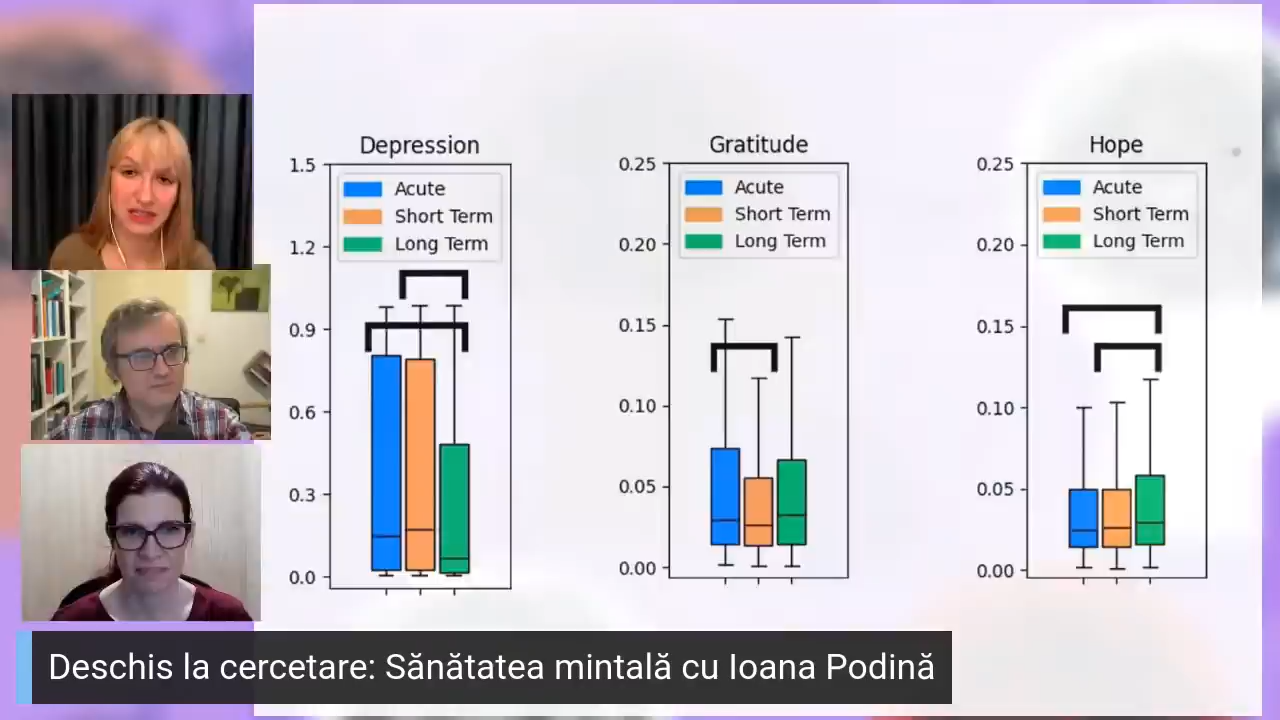 Depression
1.5
1.2
0.9
0.6
0.3
0.0
Acute
Short Term
Long Term
Gratitude
0.25
0.20
0.15
0.10
0.05
0.00
Acute
Short Term
Long Term
Hope
0.25
0.20
0.15
0.10
0.05
0.00
Acute
Short Term
Long Term
Deschis la cercetare: Sănătatea mintală cu Ioana Podină